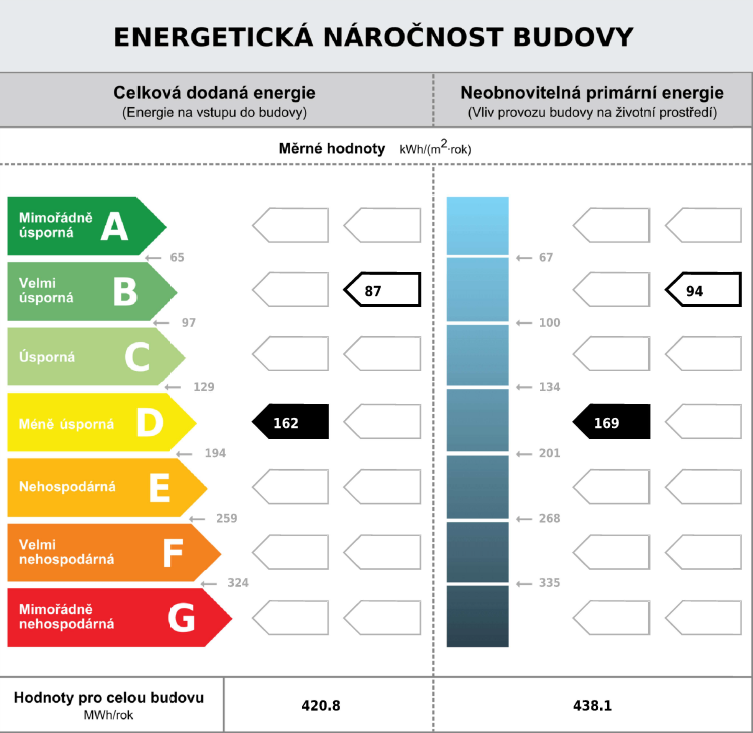 ENERGETICKÁ NÁROČNOST BUDOVY
Celková dodaná energie
(Energie na vstupu do budovy)
Neobnovitelná primární energie
(Vliv provozu budovy na životní prostředí)
Měrné hodnoty kWh/(m2·rok)
Mimořádně
úsporná
A
65
67
Velmi
úsporná
B
87
94
97
100
Úsporná
C
129
134
Méně úsporná
D
162
169
194
201
Nehospodárná
E
259
268
Velmi
nehospodárná
F
324
335
Mimořádně
nehospodárná
G
Hodnoty pro celou budovu
MWh/rok
420.8
438.1